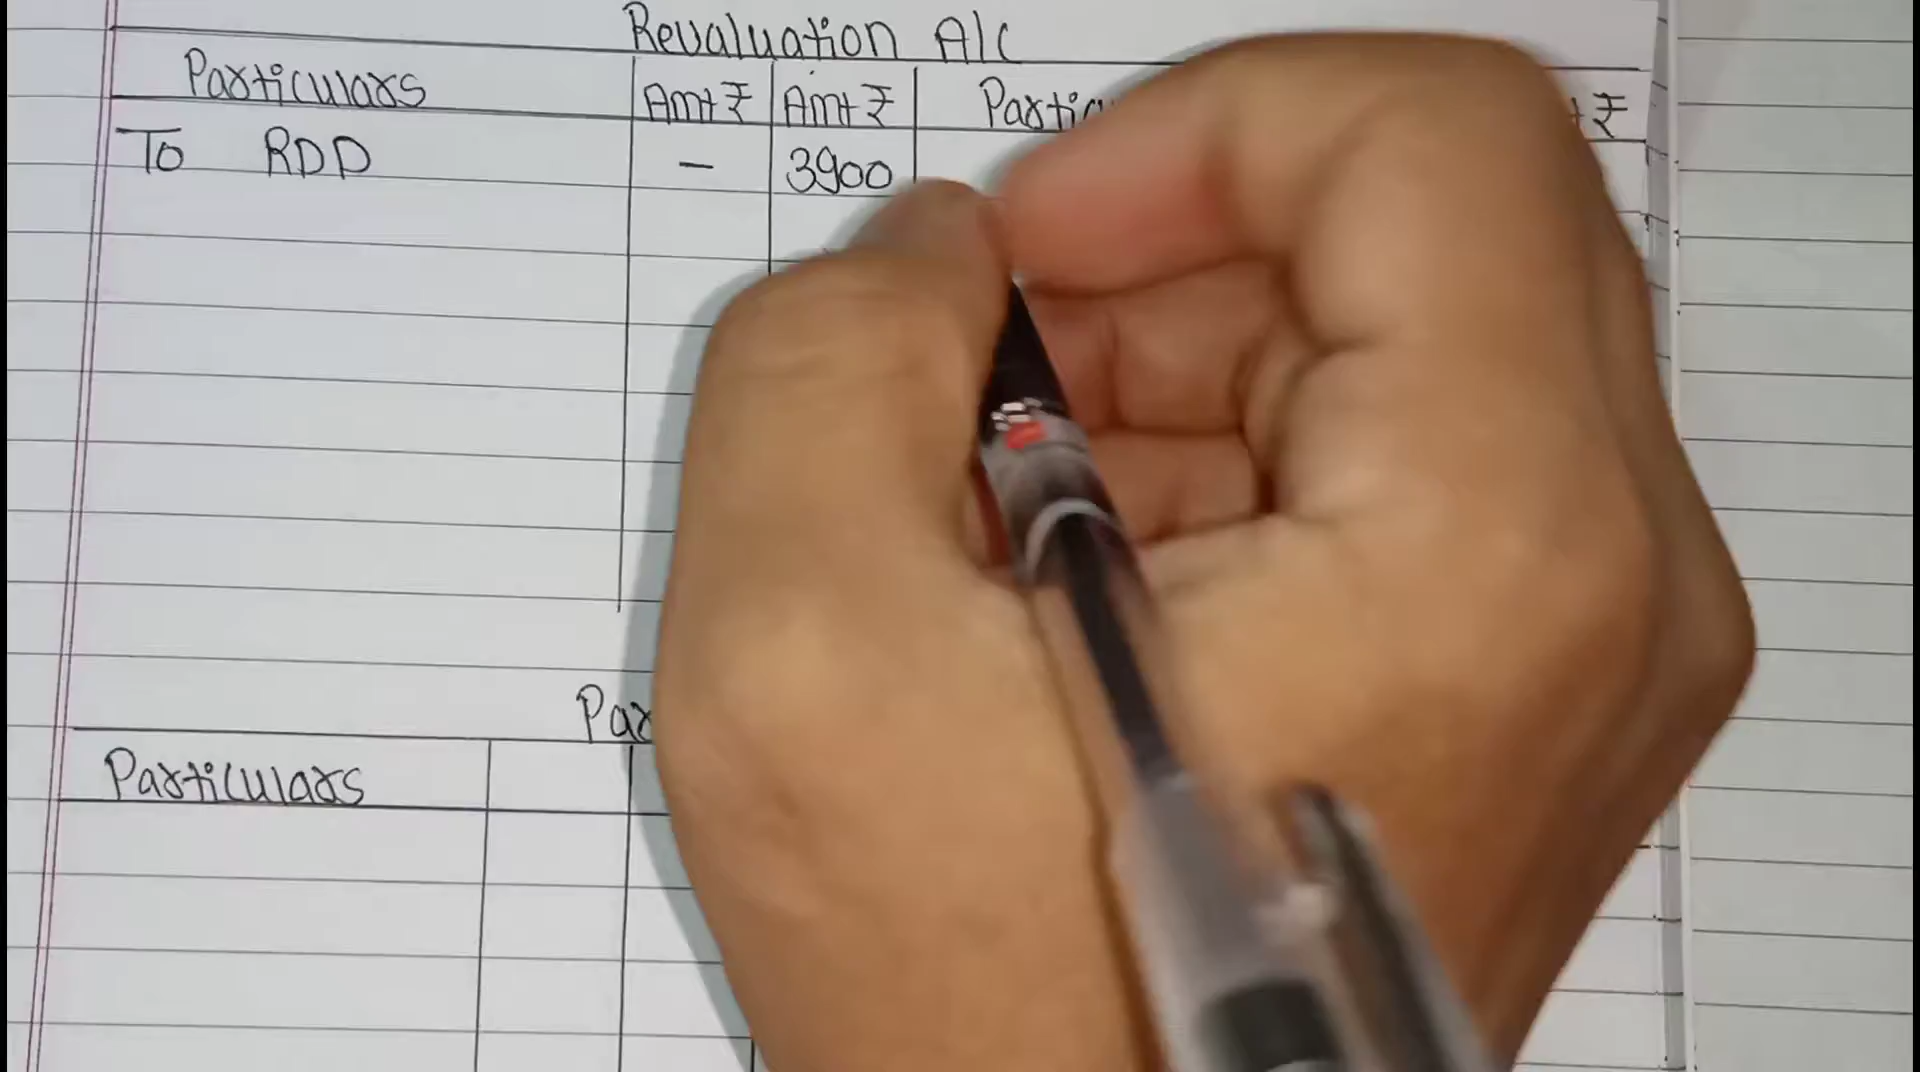 Revaluation A/c
Particulars Amt ₹ Amt ₹ ₹
To RDD – 3900
Particulars